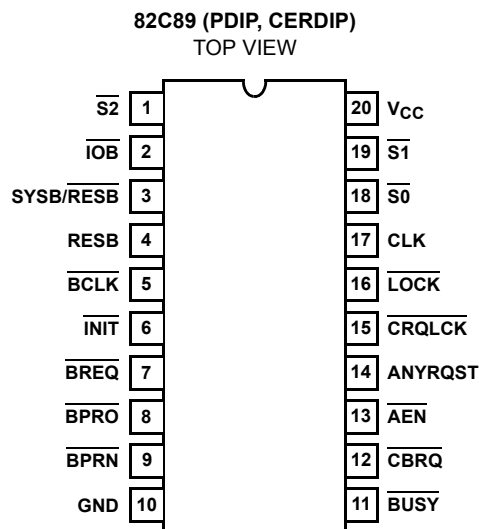 82C89 (PDIP, CERDIP)
TOP VIEW
S2 1 20 VCC
IOB 2 19 S1
SYSB/RESB 3 18 S0
RESB 4 17 CLK
BCLK 5 16 LOCK
INIT 6 15 CRQLCK
BREQ 7 14 ANYRQST
BPRO 8 13 AEN
BPRN 9 12 CBRQ
GND 10 11 BUSY